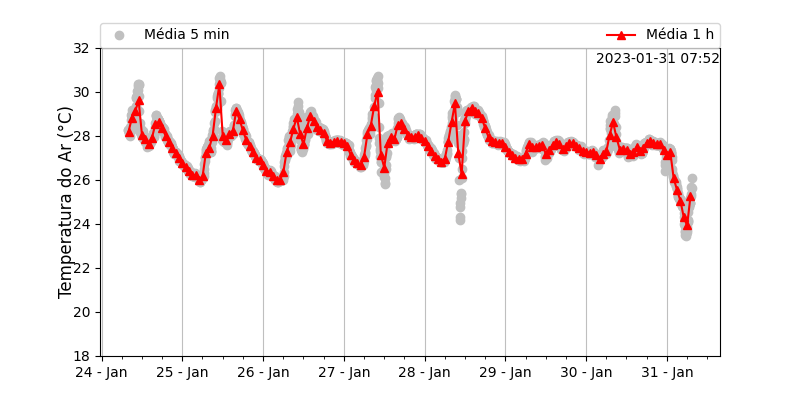 Média 5 min
Média 1 h
2023-01-31 07:52
Temperatura do Ar (°C)
32
30
28
26
24
22
20
18
24 - Jan
25 - Jan
26 - Jan
27 - Jan
28 - Jan
29 - Jan
30 - Jan
31 - Jan